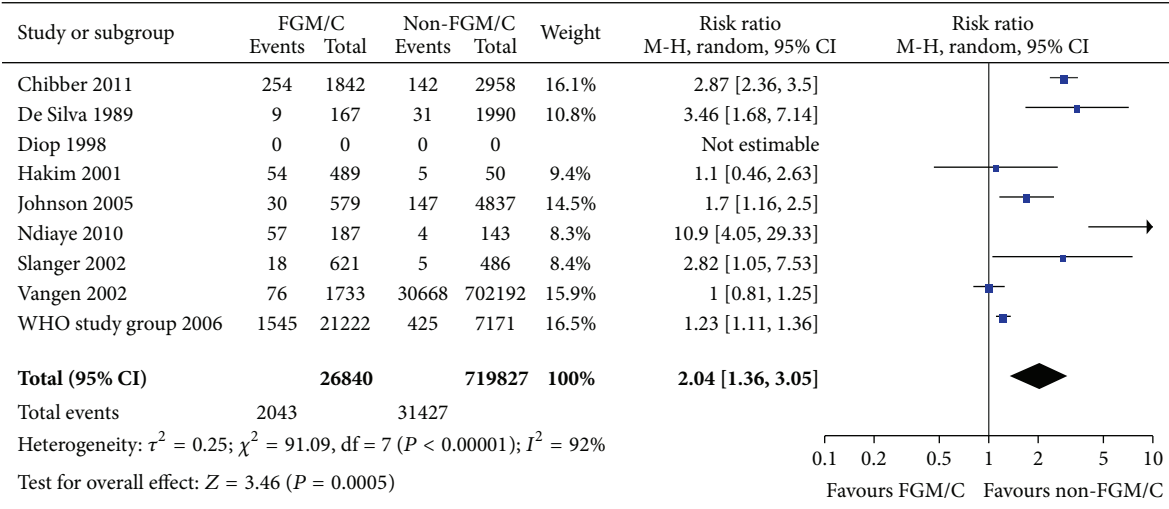 Study or subgroup FGM/C Non-FGM/C Weight Risk ratio Risk ratio
Events Total Events Total M-H, random, 95% CI M-H, random, 95% CI
Chibber 2011 254 1842 142 2958 16.1% 2.87 [2.36, 3.5]
De Silva 1989 9 167 31 1990 10.8% 3.46 [1.68, 7.14]
Diop 1998 0 0 0 0 Not estimable
Hakim 2001 54 489 5 50 9.4% 1.1 [0.46, 2.63]
Johnson 2005 30 579 147 4837 14.5% 1.7 [1.16, 2.5]
Ndiaye 2010 57 187 4 143 8.3% 10.9 [4.05, 29.33]
Slanger 2002 18 621 5 486 8.4% 2.82 [1.05, 7.53]
Vangen 2002 76 1733 30668 702192 15.9% 1 [0.81, 1.25]
WHO study group 2006 1545 21222 425 7171 16.5% 1.23 [1.11, 1.36]
Total (95% CI) 26840 719827 100% 2.04 [1.36, 3.05]
Total events 2043 31427
Heterogeneity: τ² = 0.25; χ² = 91.09, df = 7 (P < 0.00001); I² = 92%
Test for overall effect: Z = 3.46 (P = 0.0005)
0.1 0.2 0.5 1 2 5 10
Favours FGM/C Favours non-FGM/C